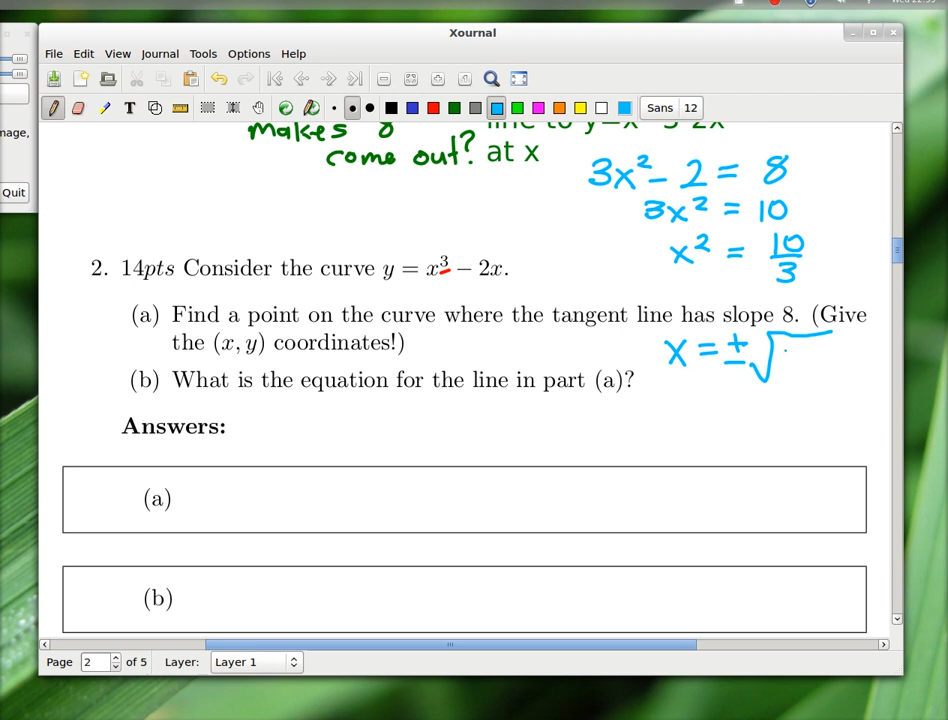 Xournal
File Edit View Journal Tools Options Help
Sans 12
mage,
Quit
makes 8
come out?
at x
3x² - 2 = 8
3x² = 10
x² = 10/3
2. 14pts Consider the curve y = x³ − 2x.
(a) Find a point on the curve where the tangent line has slope 8. (Give
the (x, y) coordinates!)
x = ±√
(b) What is the equation for the line in part (a)?
Answers:
(a)
(b)
Page 2 of 5 Layer: Layer 1